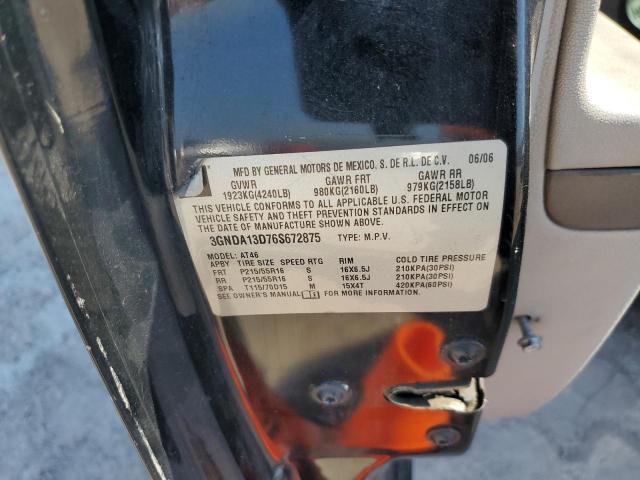 MFD BY GENERAL MOTORS DE MEXICO, S. DE R.L. DE C.V. 06/06
GVWR GAWR FRT GAWR RR
1923KG(4240LB) 980KG(2160LB) 979KG(2158LB)
THIS VEHICLE CONFORMS TO ALL APPLICABLE U.S. FEDERAL MOTOR
VEHICLE SAFETY AND THEFT PREVENTION STANDARDS IN EFFECT ON
THE DATE OF MANUFACTURE SHOWN ABOVE.
3GNDA13D76S672875 TYPE: M.P.V.
MODEL: AT46
APBY TIRE SIZE SPEED RTG RIM COLD TIRE PRESSURE
FRT P215/55R16 S 16X6.5J 210KPA(30PSI)
RR P215/55R16 S 16X6.5J 210KPA(30PSI)
SPA T115/70D15 M 15X4T 420KPA(60PSI)
SEE OWNER'S MANUAL FOR MORE INFORMATION.